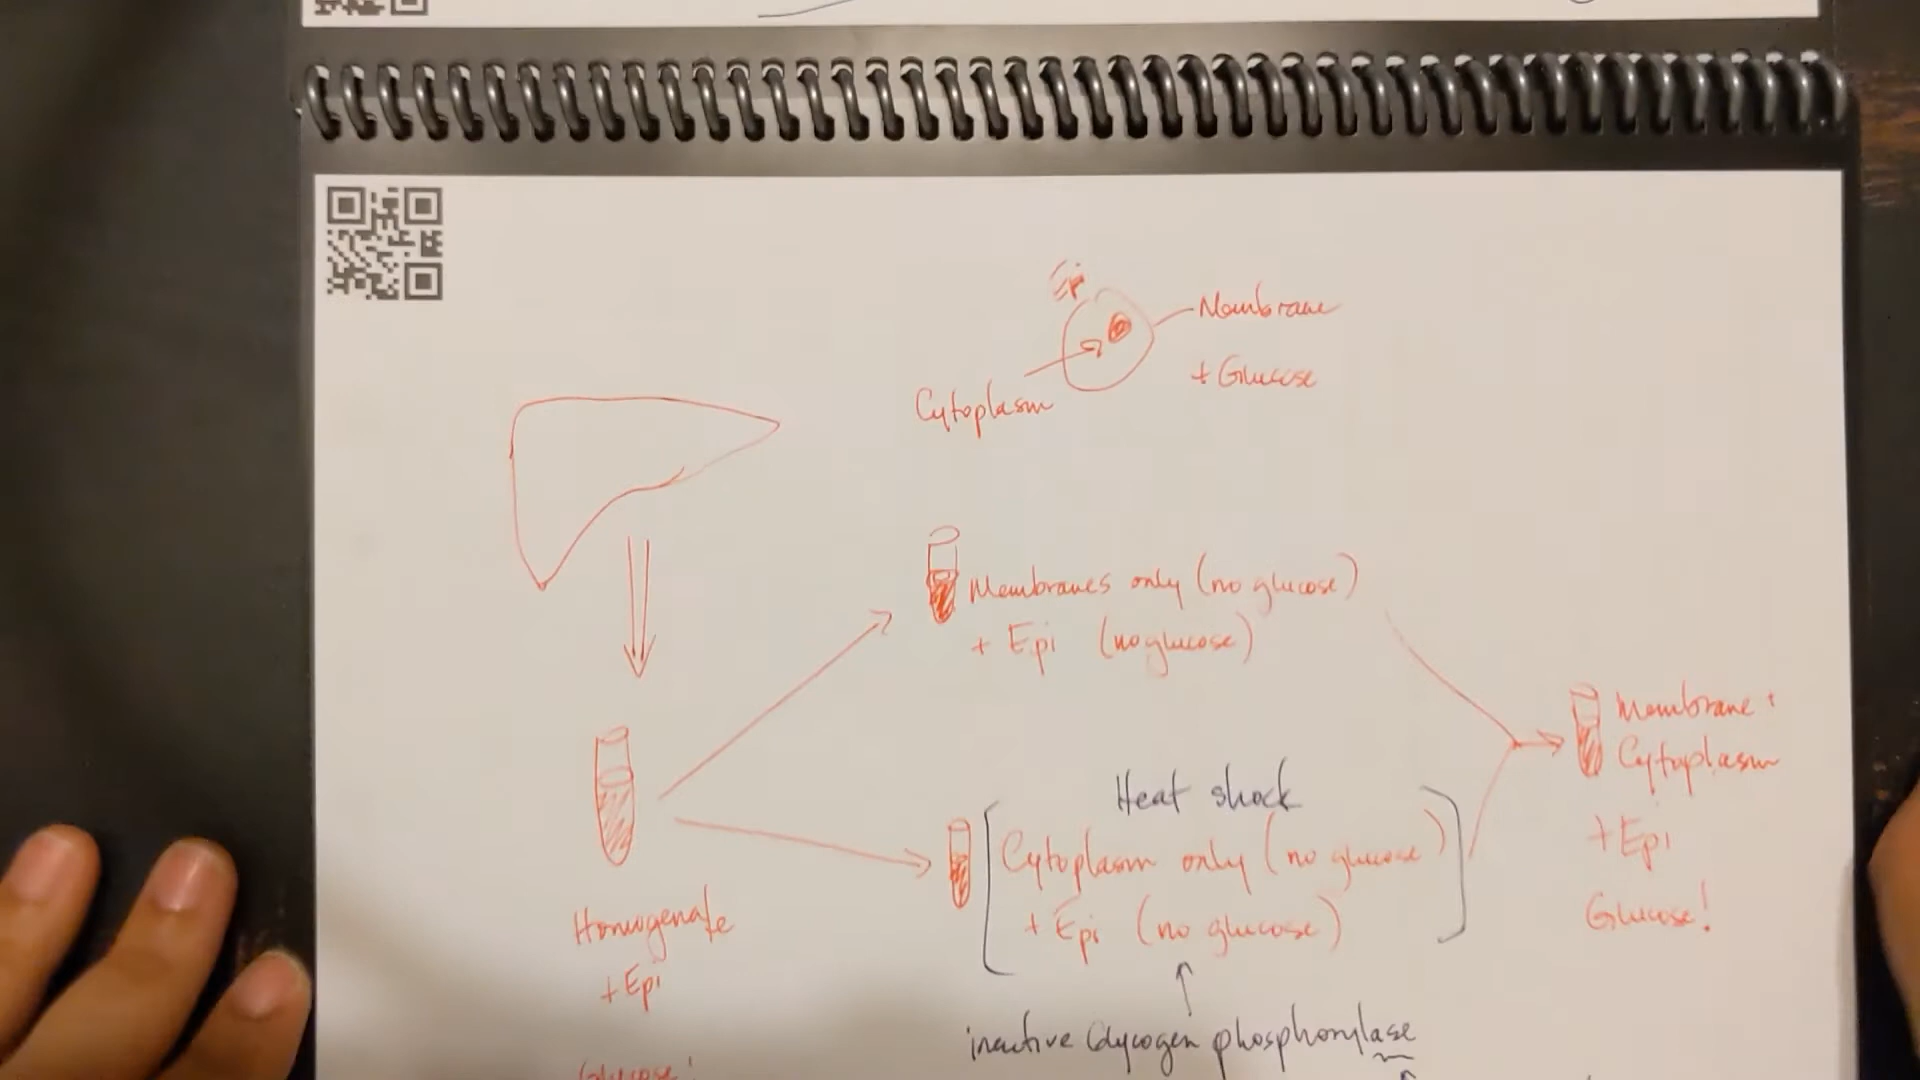 Epi
Membrane
+ Glucose
Cytoplasm
Membranes only (no glucose)
+ Epi (no glucose)
Membrane +
Cytoplasm
+ Epi
Glucose!
Heat shock
Cytoplasm only (no glucose)
+ Epi (no glucose)
Homogenate
+ Epi
Glucose!
inactive Glycogen phosphorylase